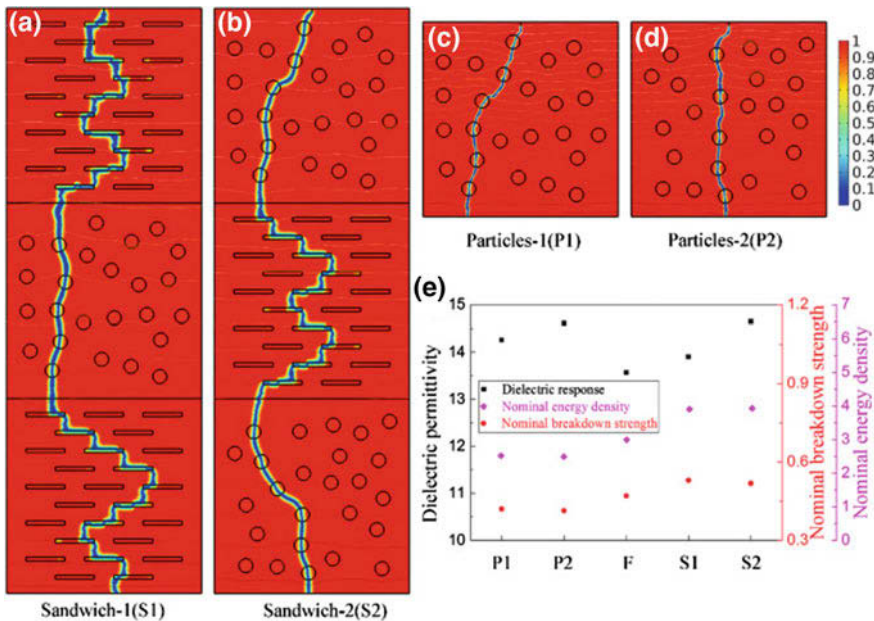 (a)
(b)
(c)
(d)
1
0.9
0.8
0.7
0.6
0.5
0.4
0.3
0.2
0.1
0
Particles-1(P1)
Particles-2(P2)
(e)
Sandwich-1(S1)
Sandwich-2(S2)
Dielectric permittivity
15
14
13
12
11
10
Dielectric response
Nominal energy density
Nominal breakdown strength
P1
P2
F
S1
S2
1.2
0.9
0.6
0.3
Nominal breakdown strength
7
6
5
4
3
2
1
0
Nominal energy density